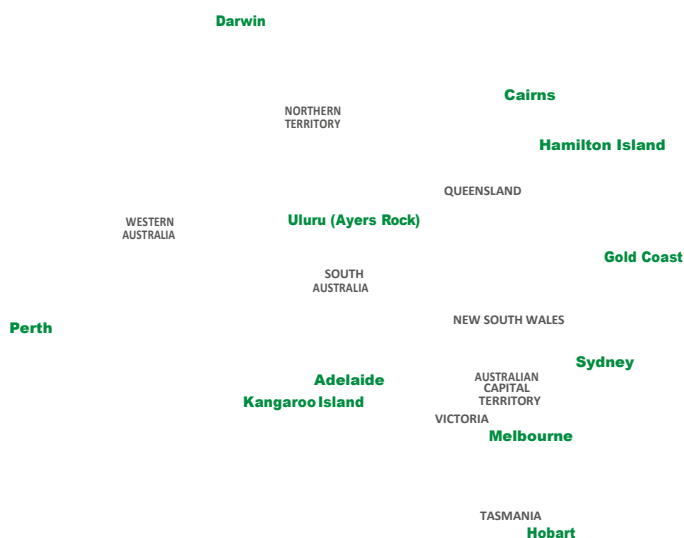 Darwin
Cairns
NORTHERN
TERRITORY
Hamilton Island
QUEENSLAND
Uluru (Ayers Rock)
WESTERN
AUSTRALIA
Gold Coast
SOUTH
AUSTRALIA
NEW SOUTH WALES
Perth
Sydney
Adelaide
AUSTRALIAN
CAPITAL
TERRITORY
Kangaroo Island
VICTORIA
Melbourne
TASMANIA
Hobart